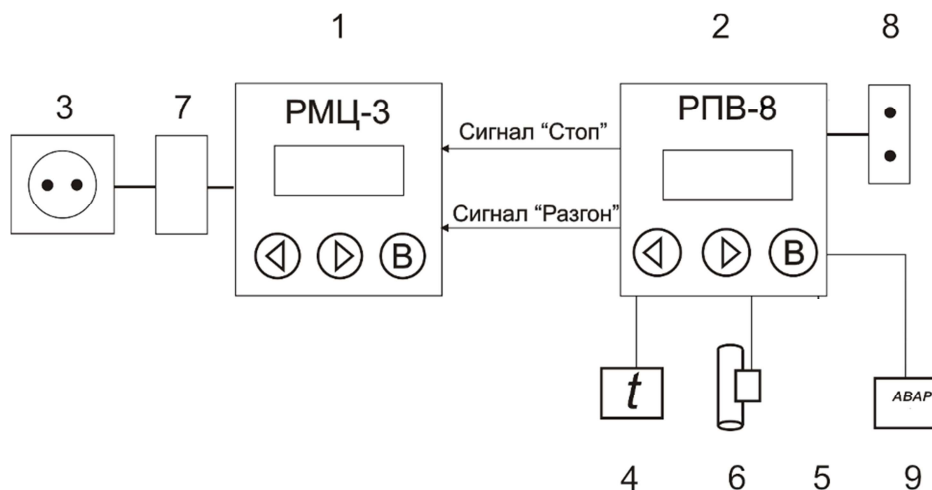 1 2 8
3 7
РМЦ-3 РПВ-8
Сигнал “Стоп”
Сигнал “Разгон”
В В
t
АВАР
4 6 5 9